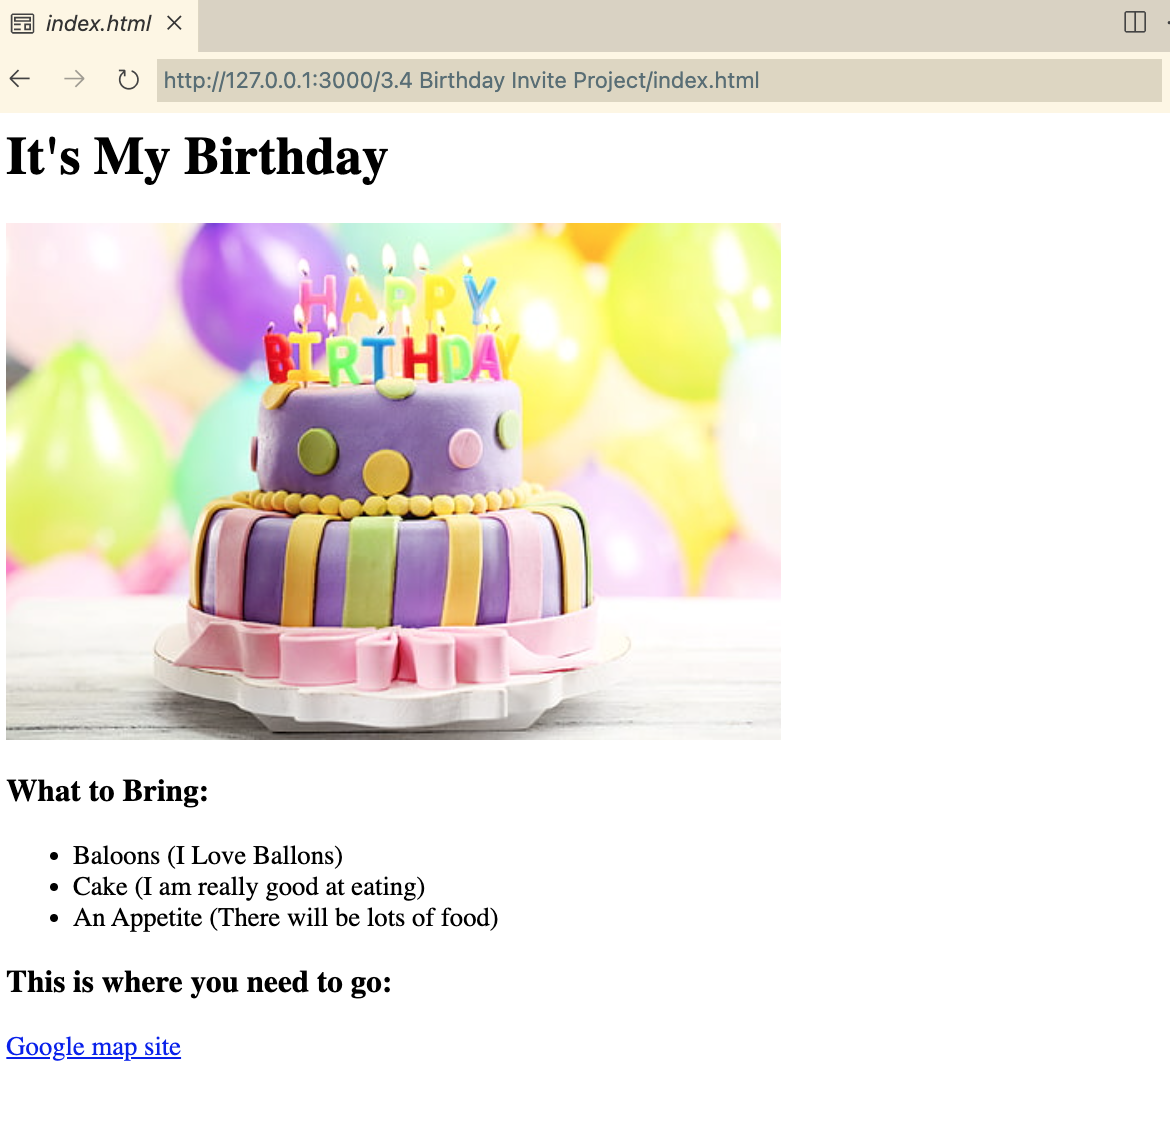 index.html
http://127.0.0.1:3000/3.4 Birthday Invite Project/index.html
It's My Birthday
HAPPY
BIRTHDAY
What to Bring:
Baloons (I Love Ballons)
Cake (I am really good at eating)
An Appetite (There will be lots of food)
This is where you need to go:
Google map site